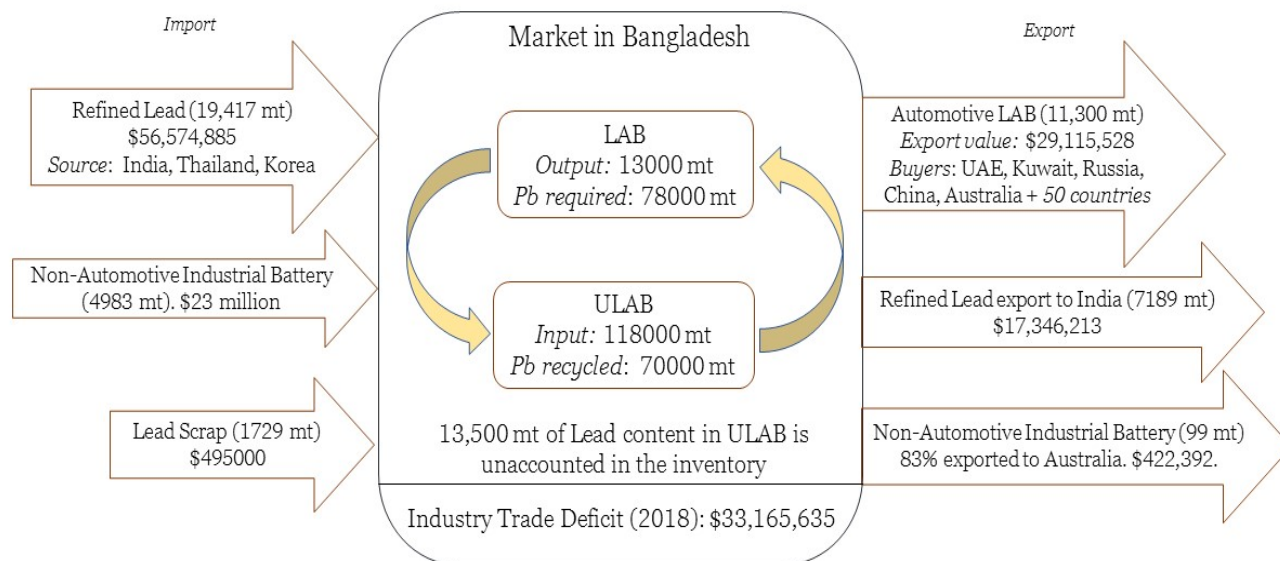 Import
Refined Lead (19,417 mt)
$56,574,885
Source: India, Thailand, Korea
Non-Automotive Industrial Battery
(4983 mt). $23 million
Lead Scrap (1729 mt)
$495000
Market in Bangladesh
LAB
Output: 13000 mt
Pb required: 78000 mt
ULAB
Input: 118000 mt
Pb recycled: 70000 mt
13,500 mt of Lead content in ULAB is
unaccounted in the inventory
Industry Trade Deficit (2018): $33,165,635
Export
Automotive LAB (11,300 mt)
Export value: $29,115,528
Buyers: UAE, Kuwait, Russia,
China, Australia + 50 countries
Refined Lead export to India (7189 mt)
$17,346,213
Non-Automotive Industrial Battery (99 mt)
83% exported to Australia. $422,392.